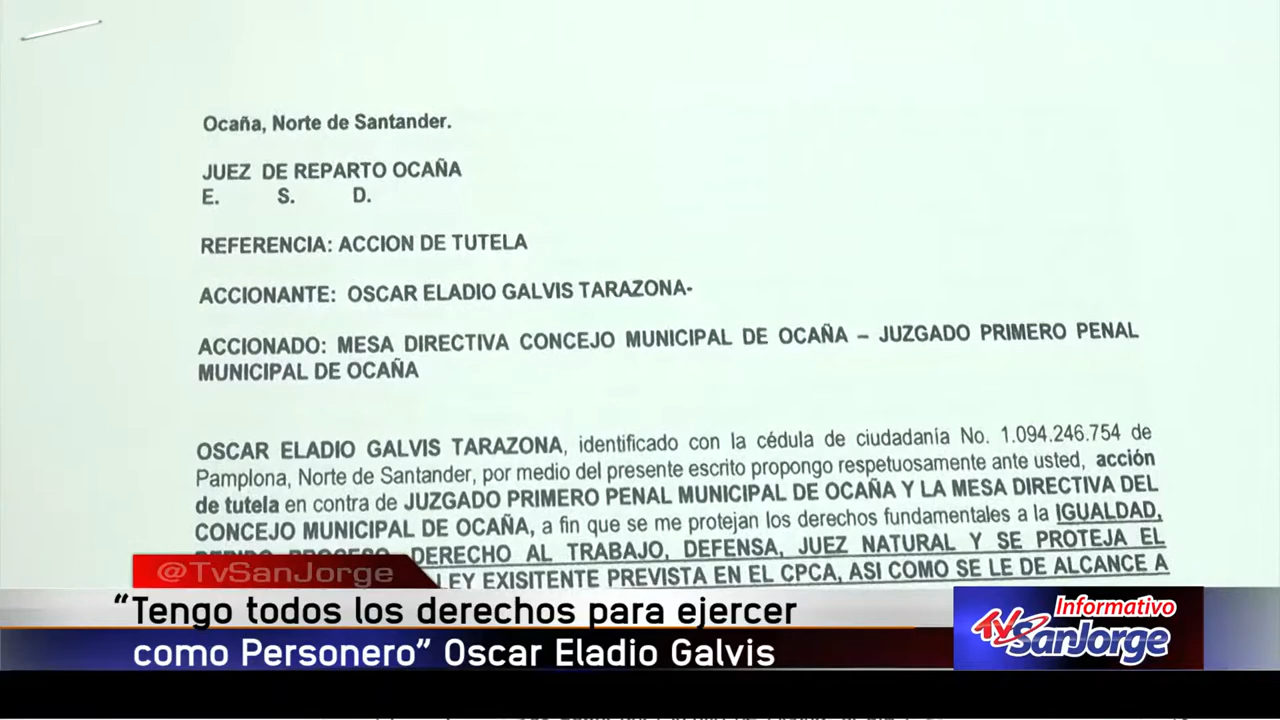 Ocaña, Norte de Santander.
JUEZ DE REPARTO OCAÑA
E. S. D.
REFERENCIA: ACCION DE TUTELA
ACCIONANTE: OSCAR ELADIO GALVIS TARAZONA-
ACCIONADO: MESA DIRECTIVA CONCEJO MUNICIPAL DE OCAÑA – JUZGADO PRIMERO PENAL
MUNICIPAL DE OCAÑA
OSCAR ELADIO GALVIS TARAZONA, identificado con la cédula de ciudadanía No. 1.094.246.754 de
Pamplona, Norte de Santander, por medio del presente escrito propongo respetuosamente ante usted, acción
de tutela en contra de JUZGADO PRIMERO PENAL MUNICIPAL DE OCAÑA Y LA MESA DIRECTIVA DEL
CONCEJO MUNICIPAL DE OCAÑA, a fin que se me protejan los derechos fundamentales a la IGUALDAD,
DEBIDO PROCESO, DERECHO AL TRABAJO, DEFENSA, JUEZ NATURAL Y SE PROTEJA EL
LEY EXISITENTE PREVISTA EN EL CPCA, ASI COMO SE LE DE ALCANCE A
@TvSanJorge
“Tengo todos los derechos para ejercer
como Personero” Oscar Eladio Galvis
Informativo
TV SanJorge